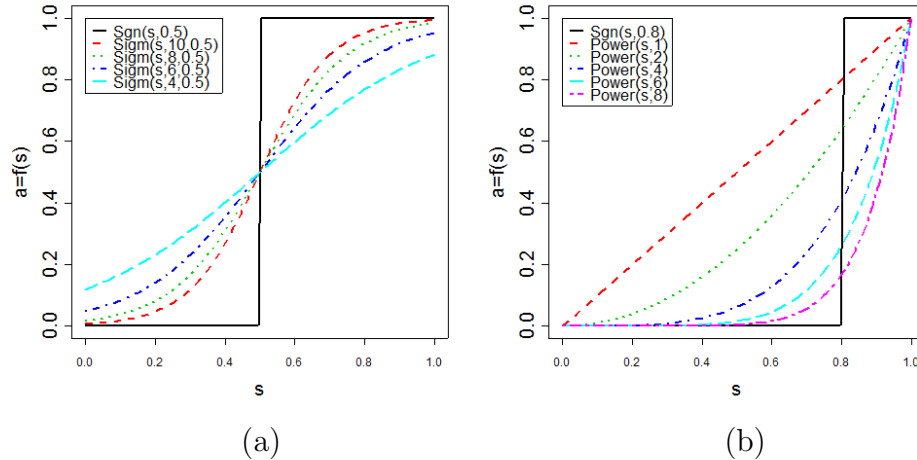 Sgn(s,0.5)
Sigm(s,10,0.5)
Sigm(s,8,0.5)
Sigm(s,6,0.5)
Sigm(s,4,0.5)
a=f(s)
0.0 0.2 0.4 0.6 0.8 1.0
0.0 0.2 0.4 0.6 0.8 1.0
s
(a)
Sgn(s,0.8)
Power(s,1)
Power(s,2)
Power(s,4)
Power(s,6)
Power(s,8)
a=f(s)
0.0 0.2 0.4 0.6 0.8 1.0
0.0 0.2 0.4 0.6 0.8 1.0
s
(b)